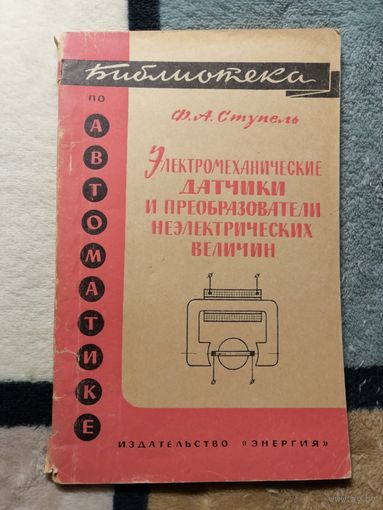 Библиотека
по
АВТОМАТИКЕ
Ф. А. Ступель
Электромеханические
датчики
и преобразователи
неэлектрических
величин
ИЗДАТЕЛЬСТВО «ЭНЕРГИЯ»